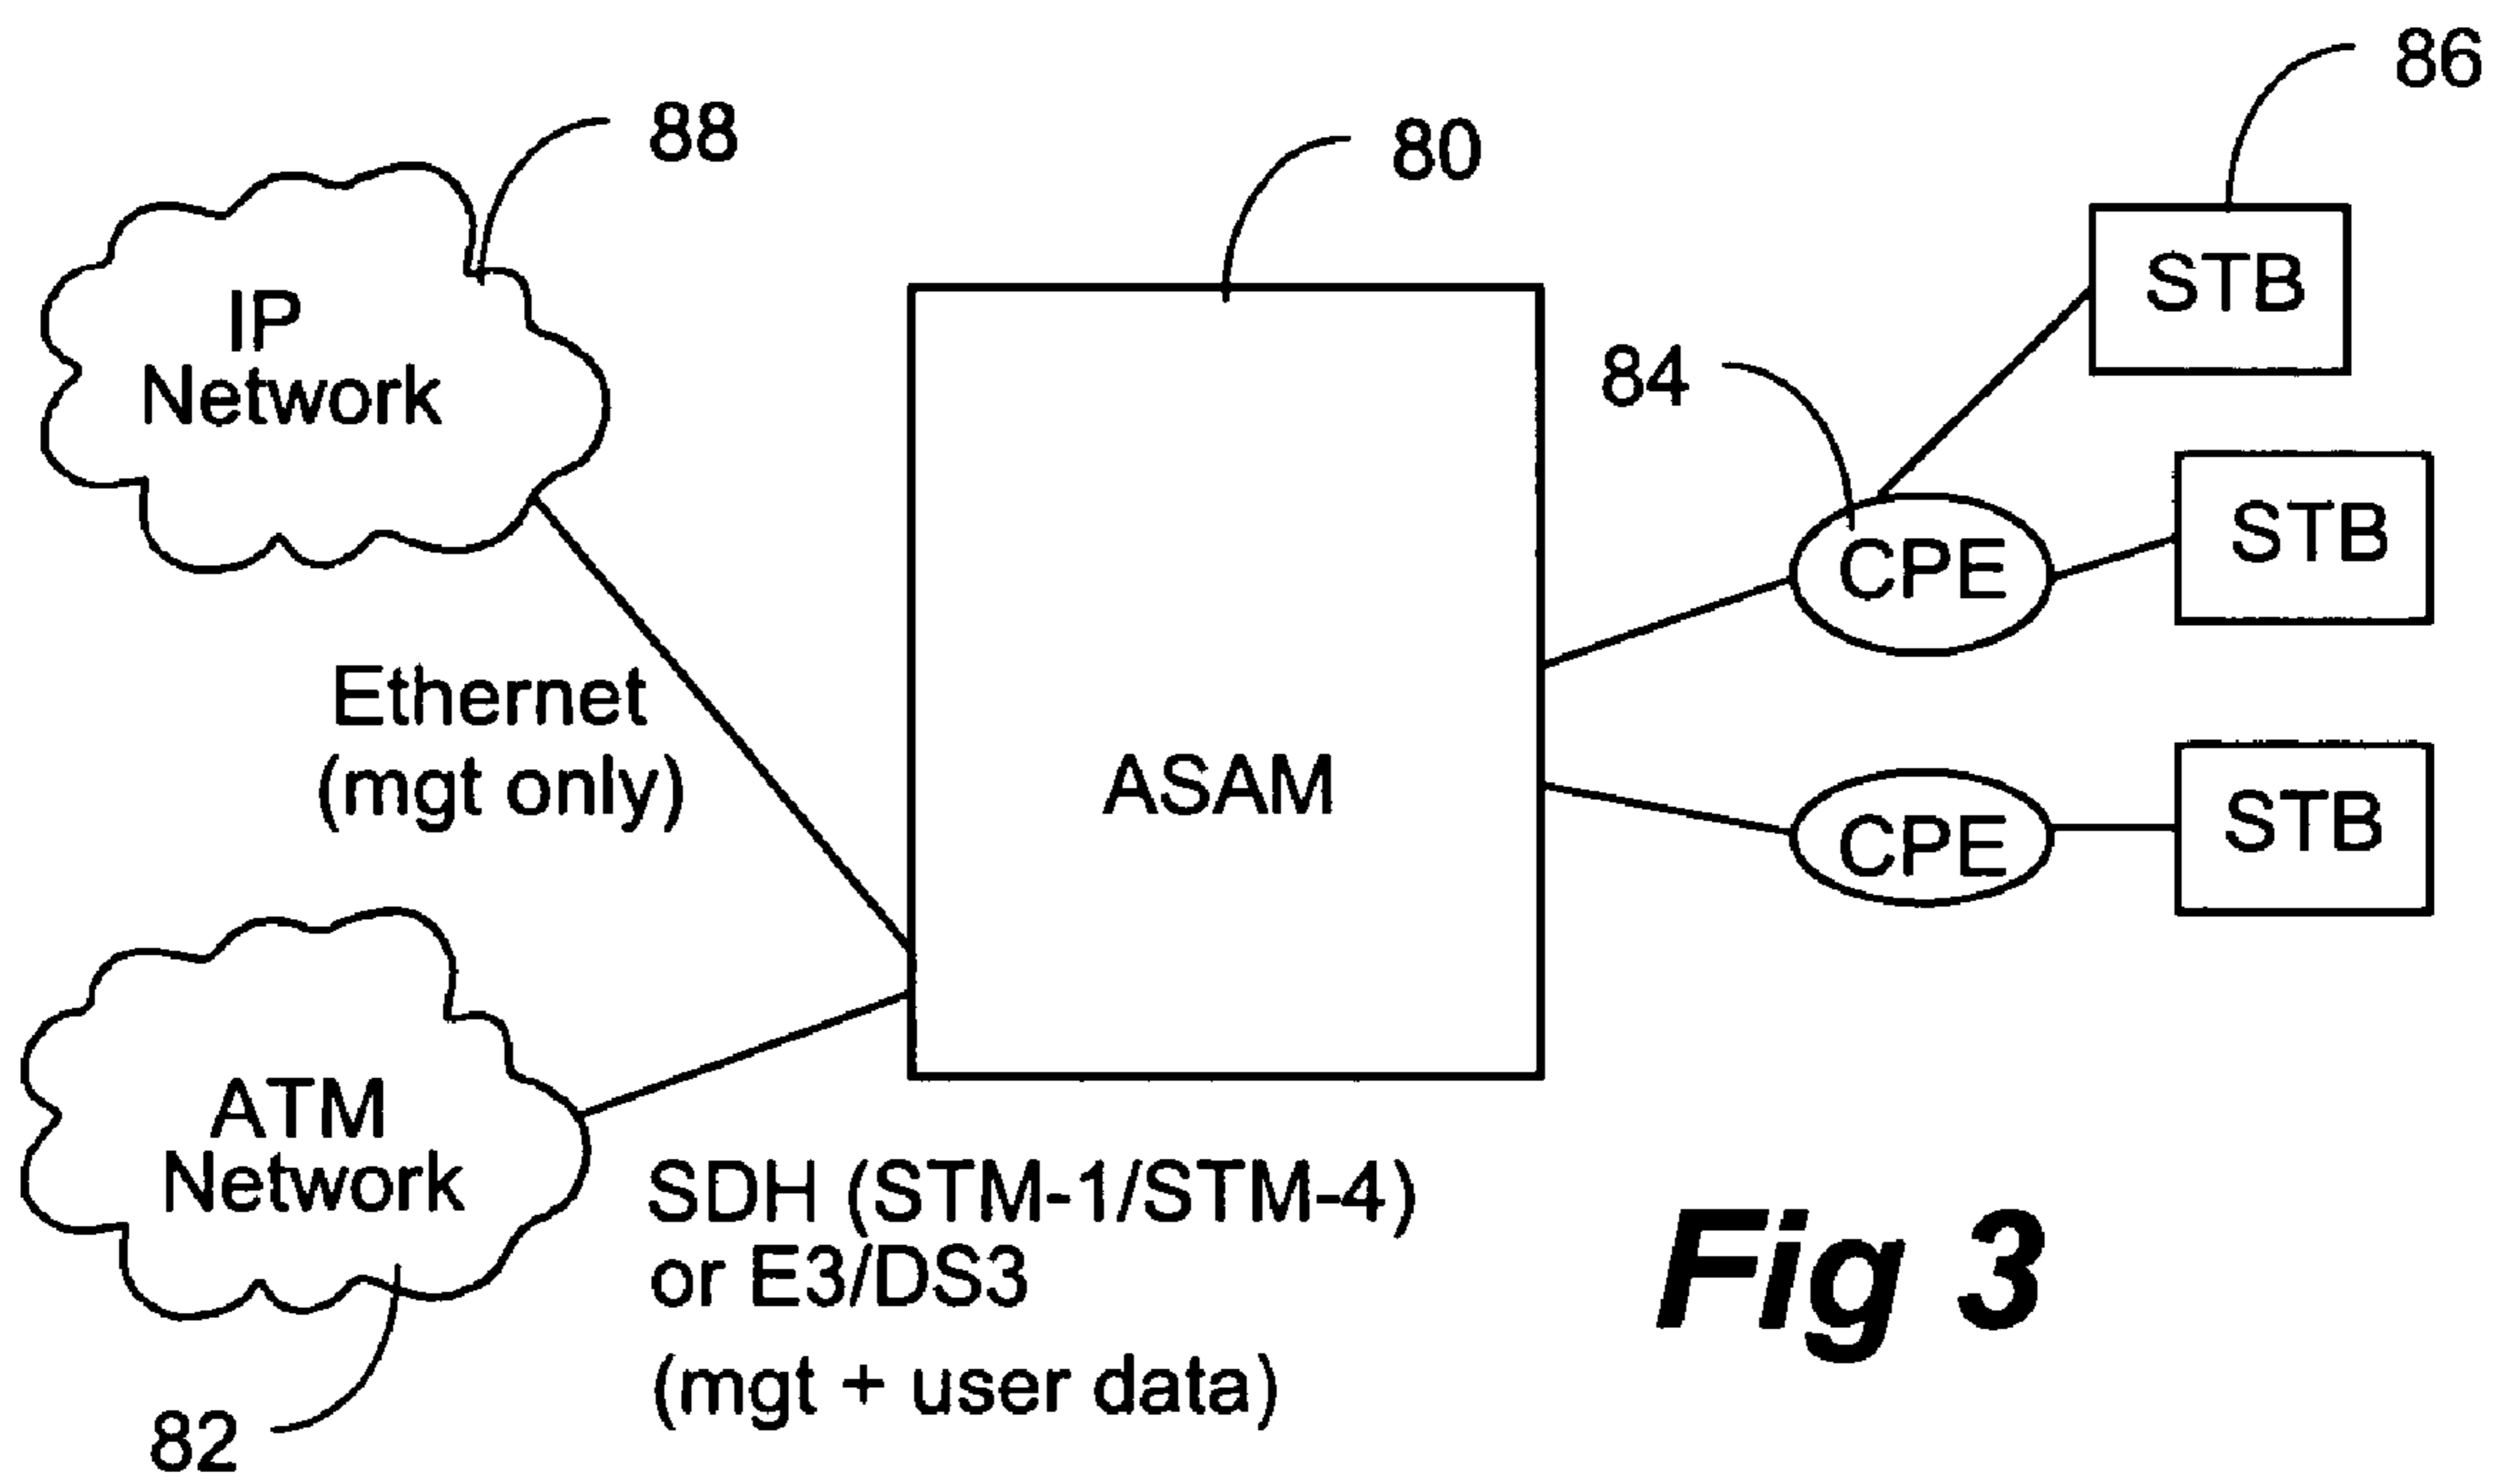 86
88
80
IP
Network
STB
84
STB
CPE
Ethernet
(mgt only)
ASAM
CPE
STB
ATM
Network
SDH (STM-1/STM-4)
or E3/DS3
(mgt + user data)
Fig 3
82